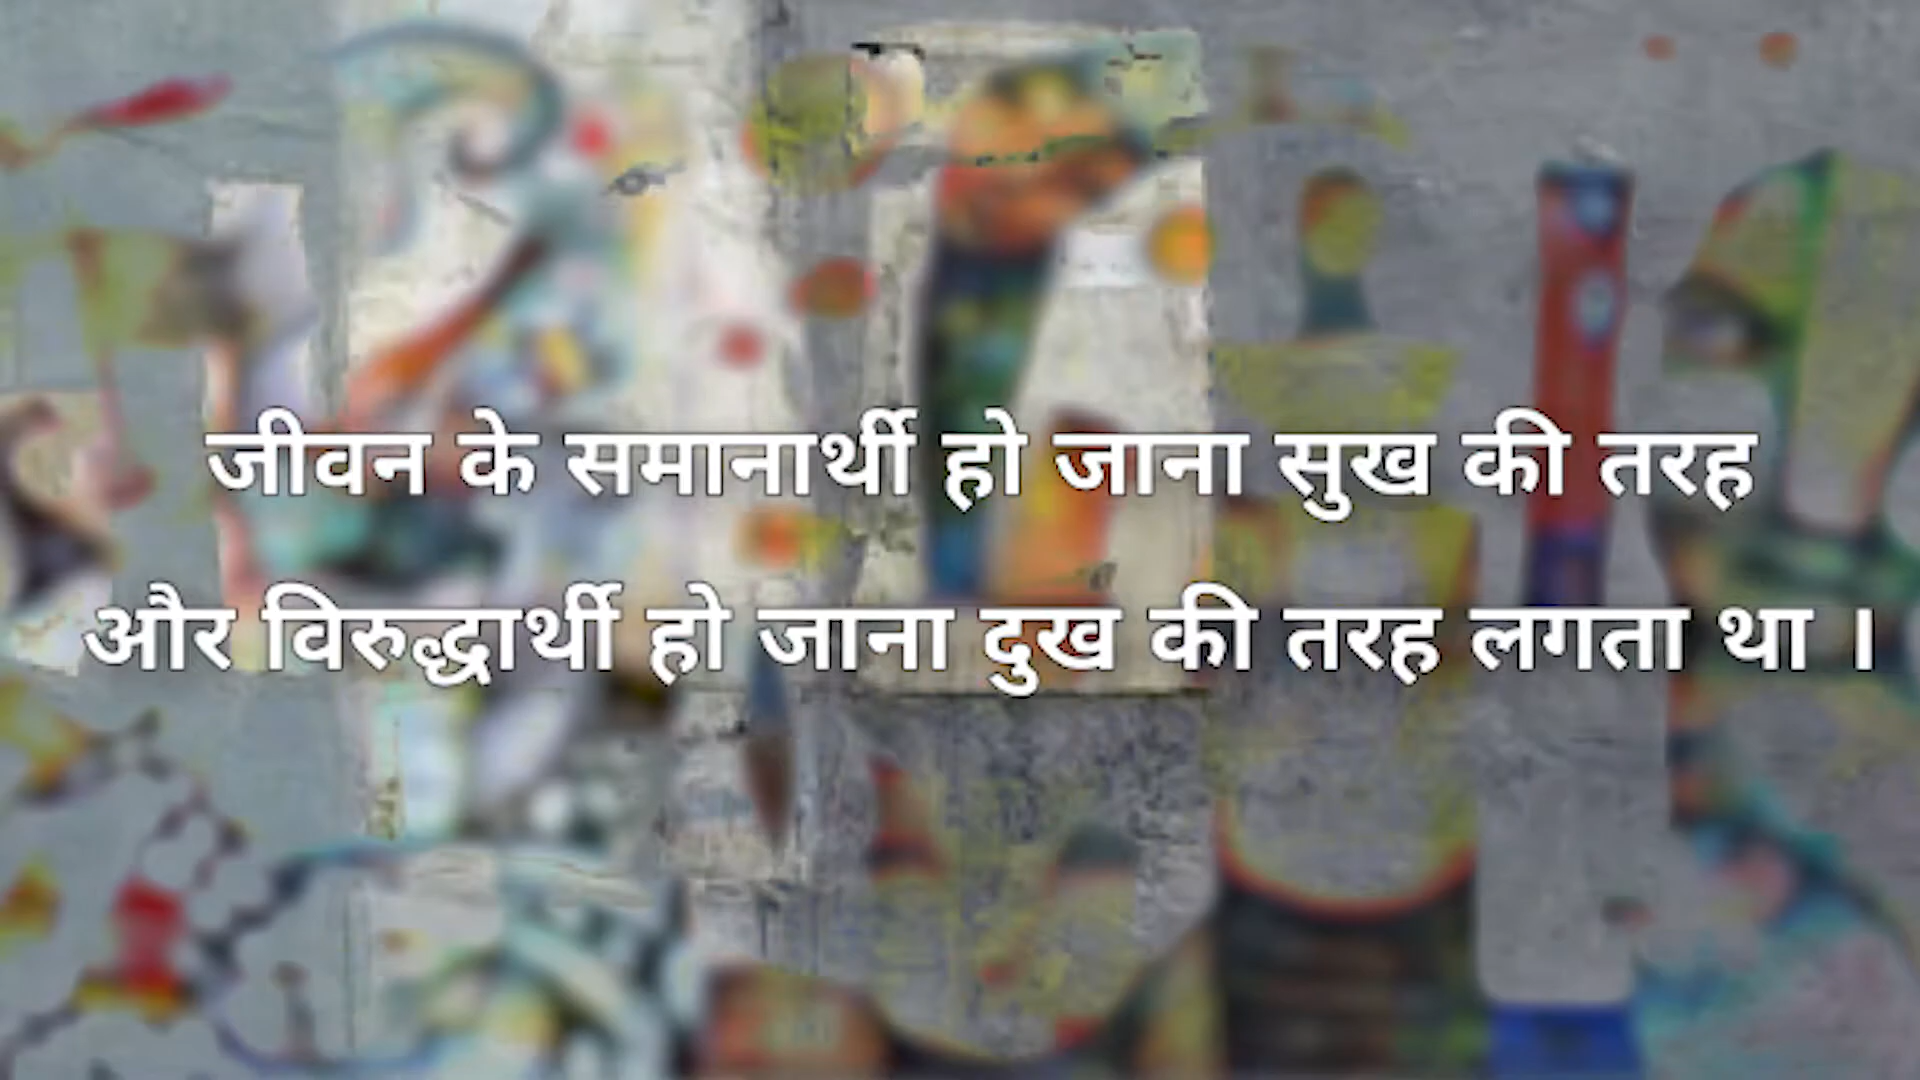 जीवन के समानार्थी हो जाना सुख की तरह
और विरुद्धार्थी हो जाना दुख की तरह लगता था ।